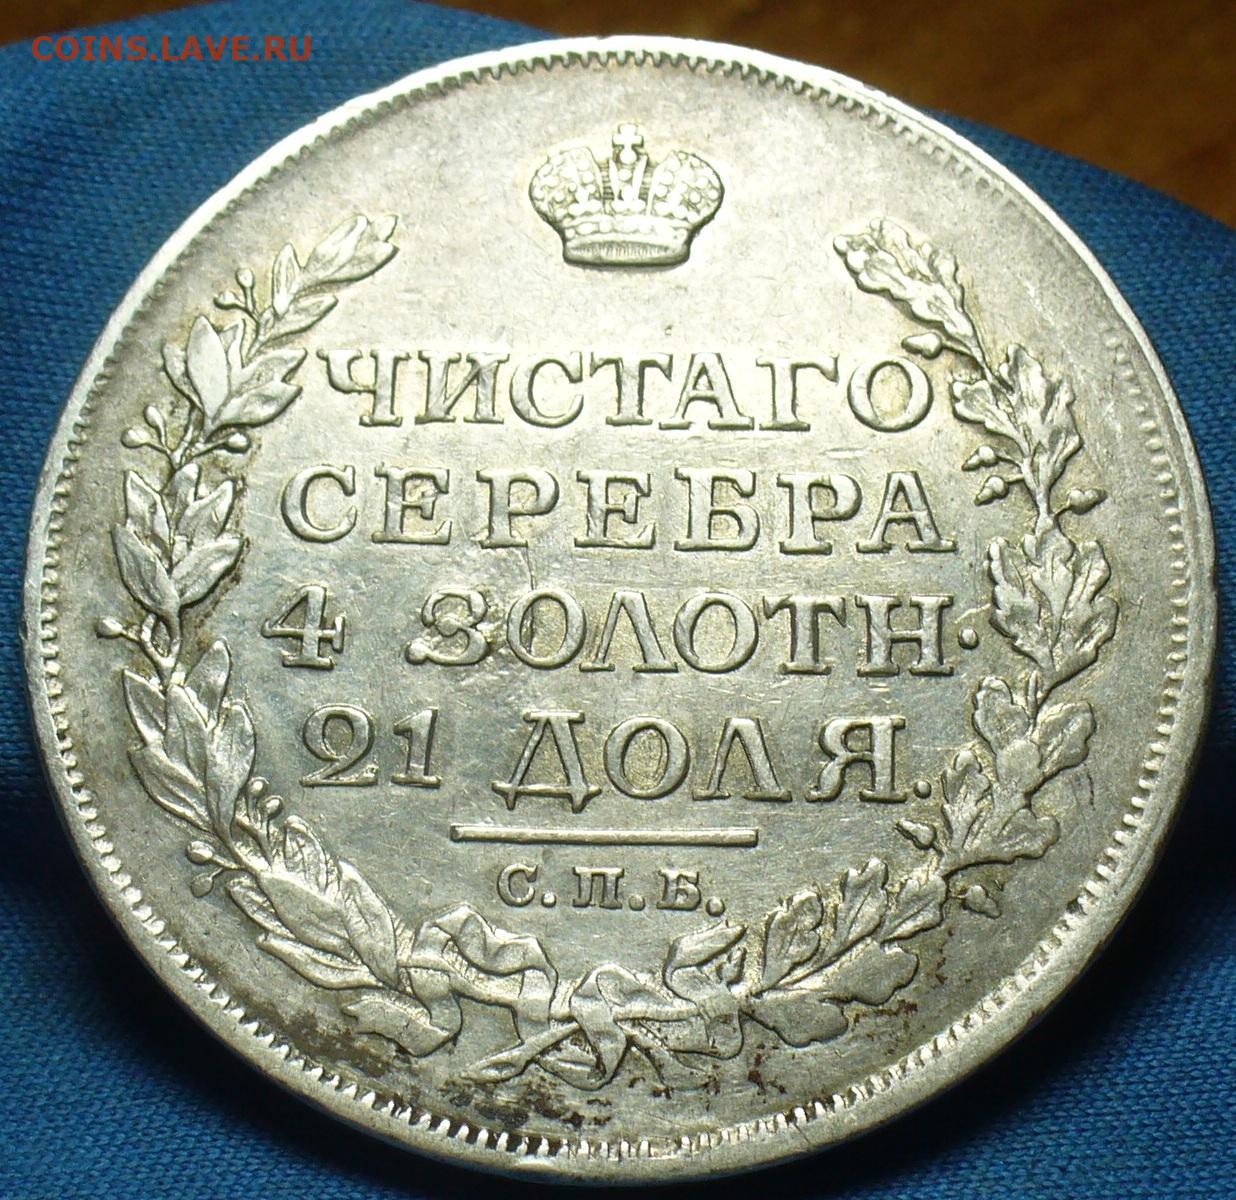 COINS.LAVE.RU
ЧИСТАГО
СЕРЕБРА
4 ЗОЛОТН.
21 ДОЛЯ.
С.П.Б.